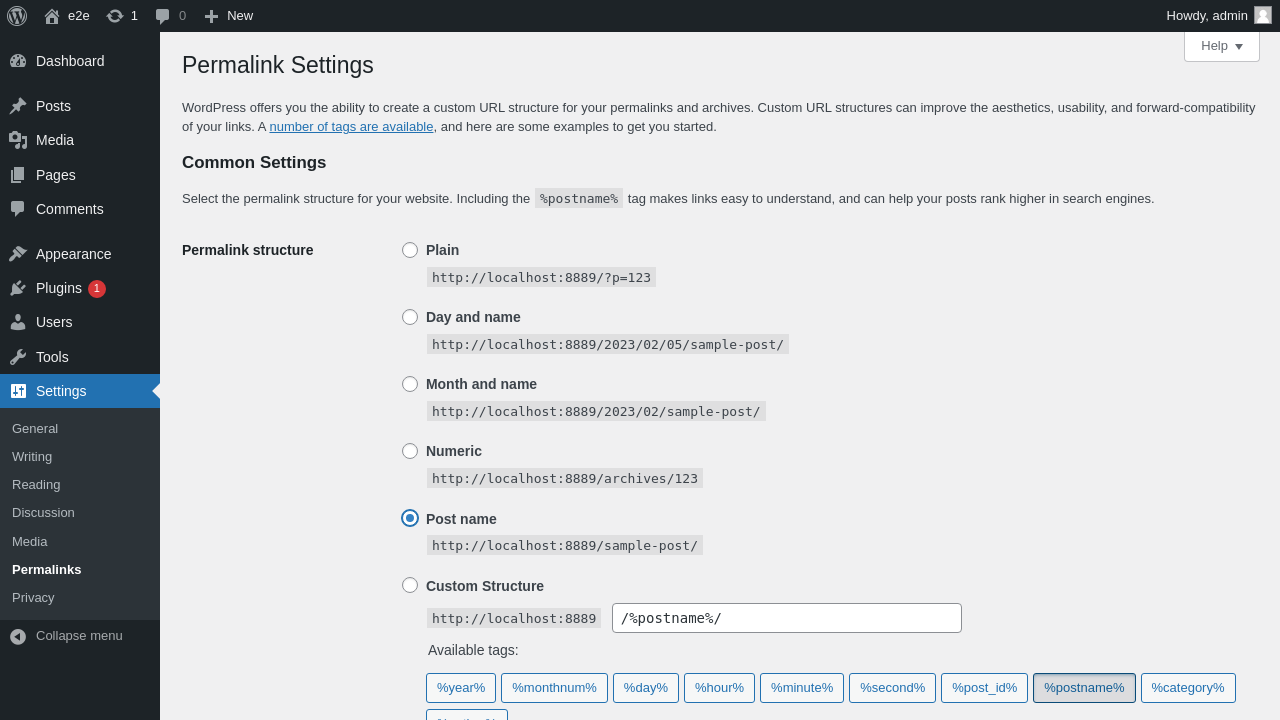 e2e
1
0
New
Howdy, admin
Help
Dashboard
Posts
Media
Pages
Comments
Appearance
Plugins 1
Users
Tools
Settings
General
Writing
Reading
Discussion
Media
Permalinks
Privacy
Collapse menu
Permalink Settings
WordPress offers you the ability to create a custom URL structure for your permalinks and archives. Custom URL structures can improve the aesthetics, usability, and forward-compatibility
of your links. A number of tags are available, and here are some examples to get you started.
Common Settings
Select the permalink structure for your website. Including the %postname% tag makes links easy to understand, and can help your posts rank higher in search engines.
Permalink structure
Plain
http://localhost:8889/?p=123
Day and name
http://localhost:8889/2023/02/05/sample-post/
Month and name
http://localhost:8889/2023/02/sample-post/
Numeric
http://localhost:8889/archives/123
Post name
http://localhost:8889/sample-post/
Custom Structure
http://localhost:8889 /%postname%/
Available tags:
%year% %monthnum% %day% %hour% %minute% %second% %post_id% %postname% %category%